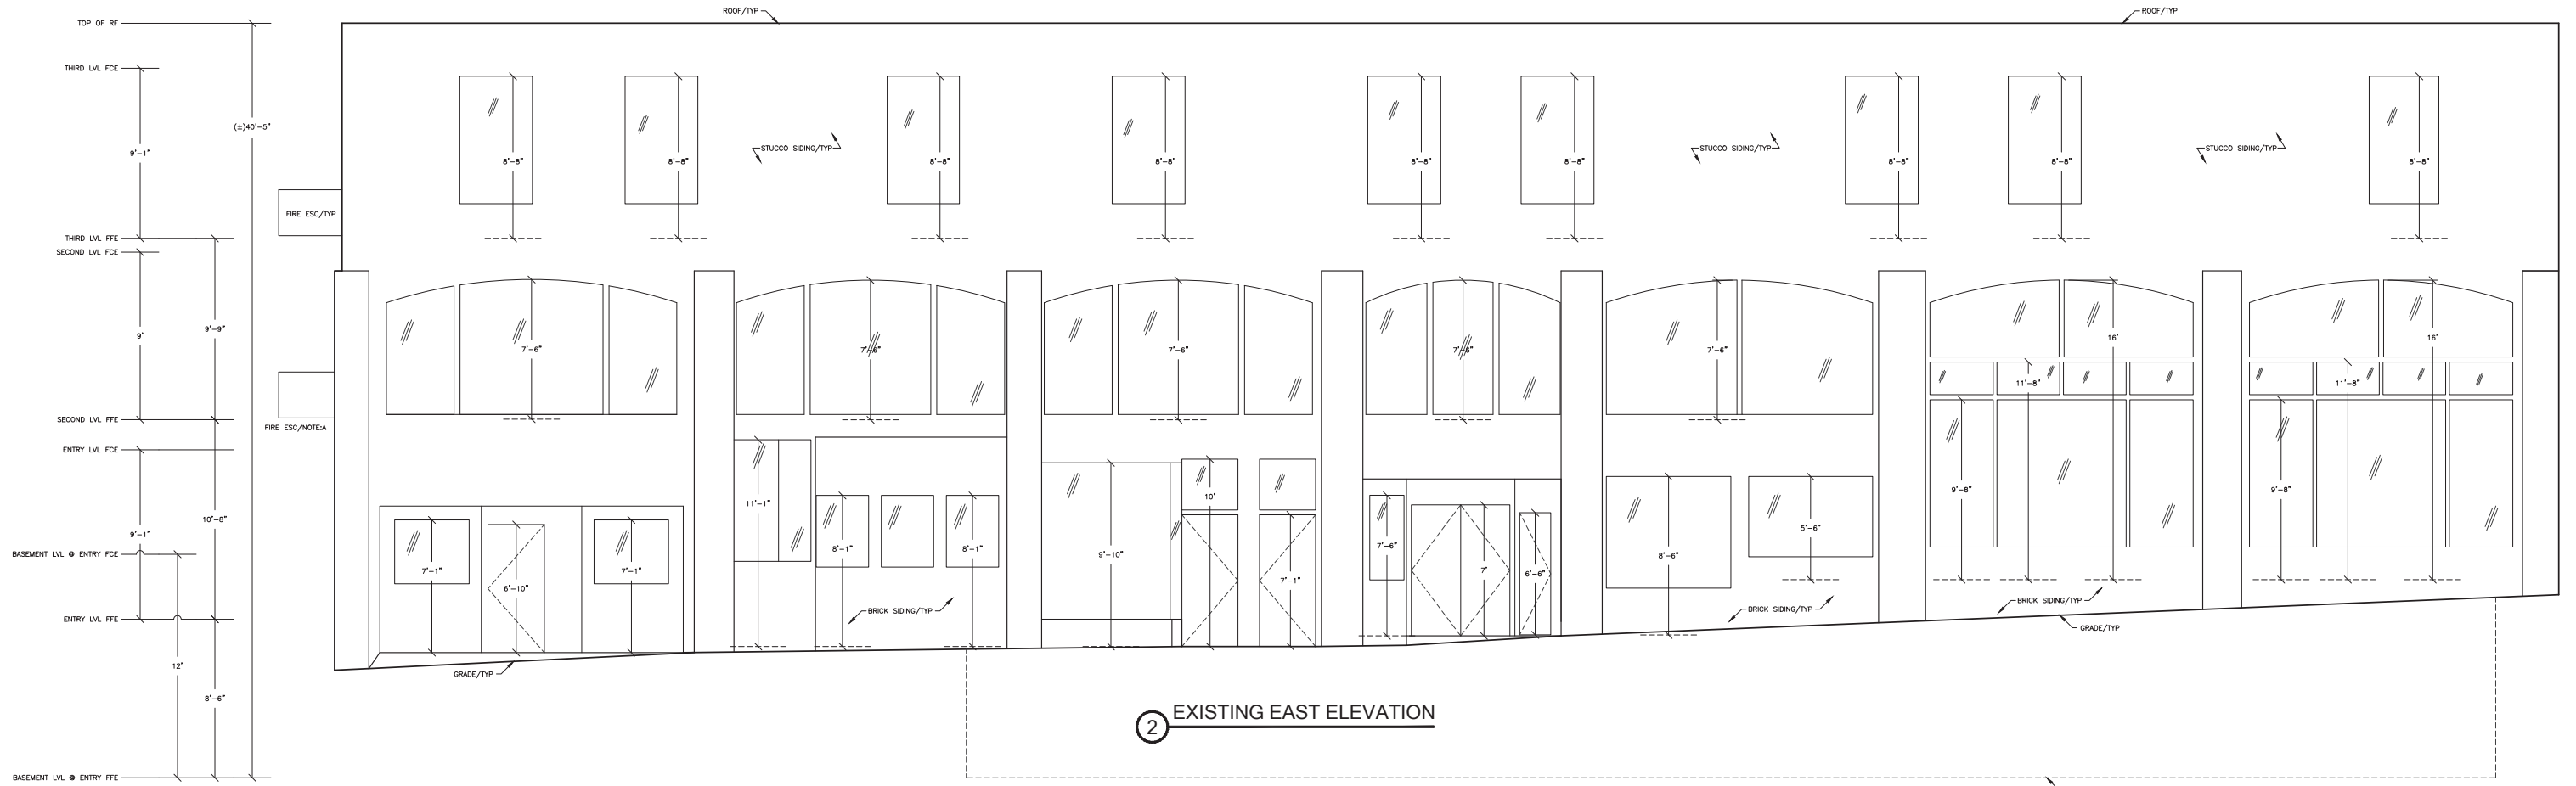 ROOF/TYP
ROOF/TYP
TOP OF RF
THIRD LVL FCE
(±)40'-5"
9'-1"
8'-8"
8'-8"
STUCCO SIDING/TYP
8'-8"
8'-8"
8'-8"
8'-8"
STUCCO SIDING/TYP
8'-8"
8'-8"
STUCCO SIDING/TYP
8'-8"
FIRE ESC/TYP
THIRD LVL FFE
SECOND LVL FCE
9'
9'-9"
7'-6"
7'-6"
7'-6"
7'-6"
7'-6"
16'
16'
11'-8"
11'-8"
SECOND LVL FFE
FIRE ESC/NOTE:A
ENTRY LVL FCE
9'-1"
10'-8"
11'-1"
10'
9'-8"
9'-8"
BASEMENT LVL @ ENTRY FCE
7'-1"
6'-10"
7'-1"
8'-1"
8'-1"
9'-10"
7'-1"
7'-6"
7'
6'-6"
8'-6"
5'-6"
BRICK SIDING/TYP
BRICK SIDING/TYP
BRICK SIDING/TYP
ENTRY LVL FFE
GRADE/TYP
12'
GRADE/TYP
8'-6"
2 EXISTING EAST ELEVATION
BASEMENT LVL @ ENTRY FFE